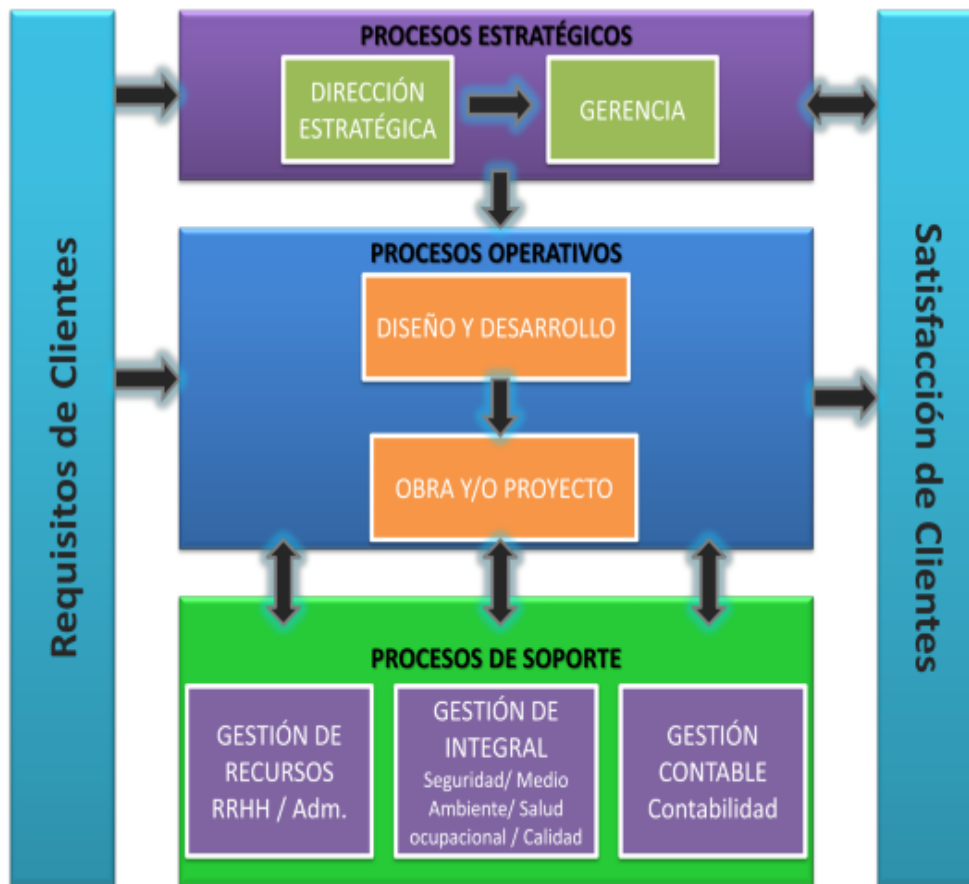 Requisitos de Clientes
PROCESOS ESTRATÉGICOS
DIRECCIÓN
ESTRATÉGICA
GERENCIA
PROCESOS OPERATIVOS
DISEÑO Y DESARROLLO
OBRA Y/O PROYECTO
PROCESOS DE SOPORTE
GESTIÓN DE
RECURSOS
RRHH / Adm.
GESTIÓN DE
INTEGRAL
Seguridad/ Medio
Ambiente/ Salud
ocupacional / Calidad
GESTIÓN
CONTABLE
Contabilidad
Satisfacción de Clientes